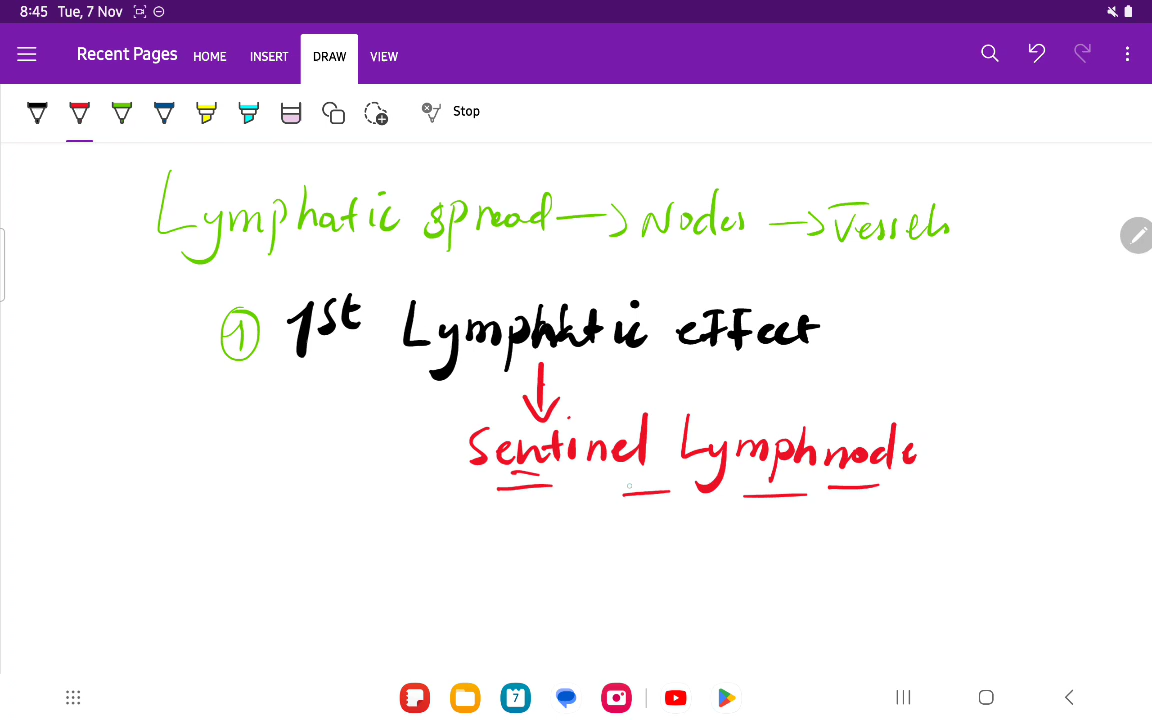 8:45 Tue, 7 Nov
Recent Pages HOME INSERT DRAW VIEW
Stop
Lymphatic spread → Nodes → Vessels
① 1st Lymphatic effect
↓
Sentinel Lymphnode
7